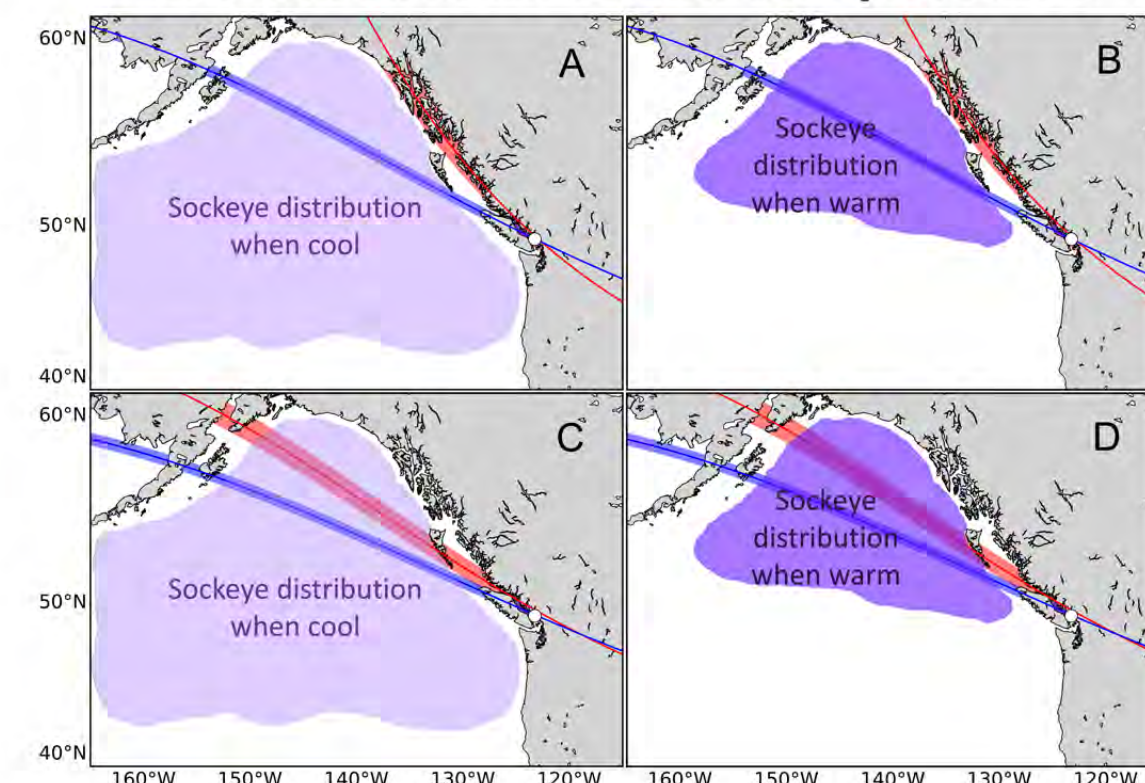 A
B
60°N
Sockeye
distribution
when warm
Sockeye distribution
when cool
50°N
40°N
60°N
C
D
Sockeye
distribution
when warm
Sockeye distribution
when cool
50°N
40°N
160°W 150°W 140°W 130°W 120°W 160°W 150°W 140°W 130°W 120°W